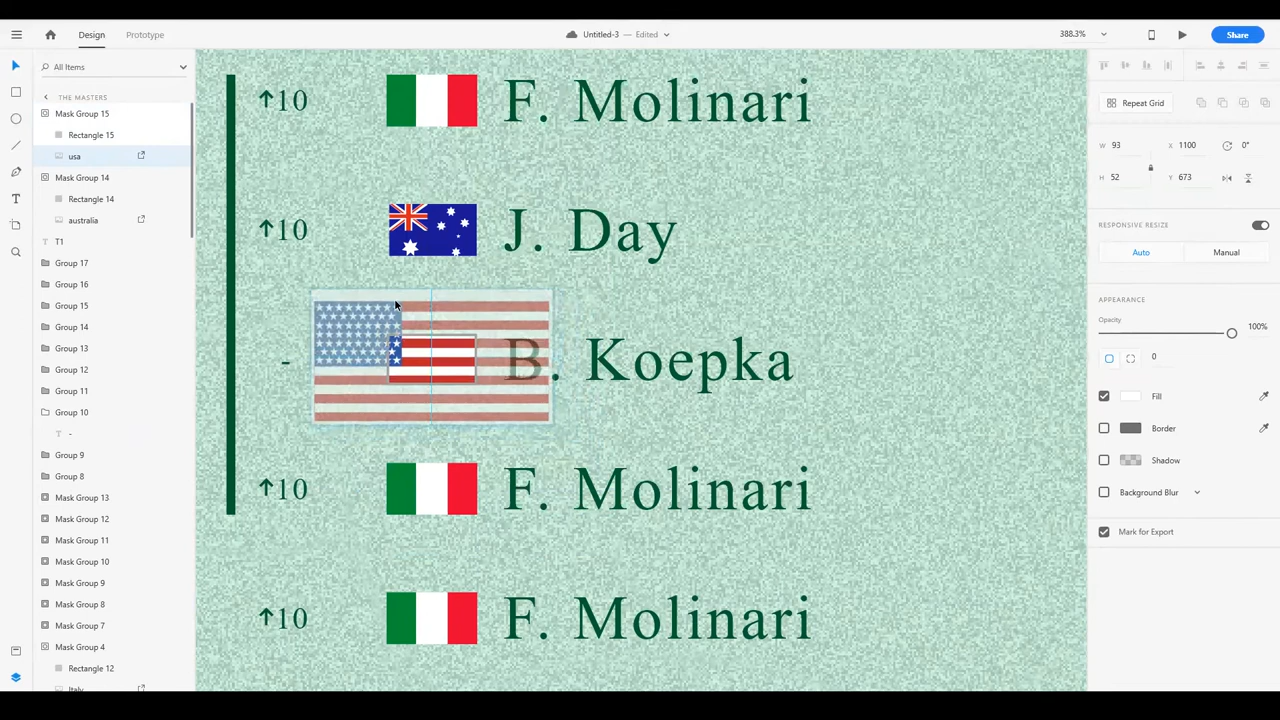 Design
Prototype
Untitled-3 — Edited
388.3%
Share
All Items
THE MASTERS
Mask Group 15
Rectangle 15
usa
Mask Group 14
Rectangle 14
australia
T1
Group 17
Group 16
Group 15
Group 14
Group 13
Group 12
Group 11
Group 10
-
Group 9
Group 8
Mask Group 13
Mask Group 12
Mask Group 11
Mask Group 10
Mask Group 9
Mask Group 8
Mask Group 7
Mask Group 4
Rectangle 12
Italy
↑10 F. Molinari
↑10 J. Day
- B. Koepka
↑10 F. Molinari
↑10 F. Molinari
Repeat Grid
W 93 X 1100 0°
H 52 Y 673
RESPONSIVE RESIZE
Auto Manual
APPEARANCE
Opacity
100%
0
Fill
Border
Shadow
Background Blur
Mark for Export